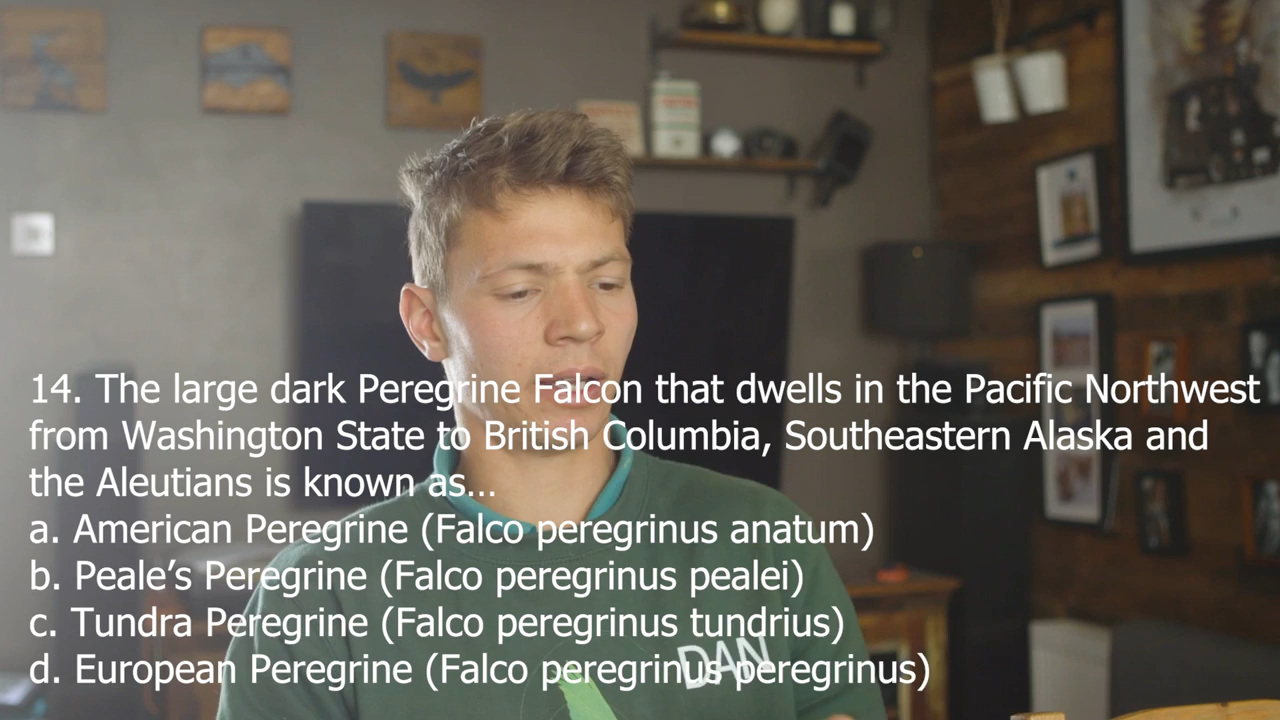 14. The large dark Peregrine Falcon that dwells in the Pacific Northwest
from Washington State to British Columbia, Southeastern Alaska and
the Aleutians is known as...
a. American Peregrine (Falco peregrinus anatum)
b. Peale’s Peregrine (Falco peregrinus pealei)
c. Tundra Peregrine (Falco peregrinus tundrius)
d. European Peregrine (Falco peregrinus peregrinus)
DAN